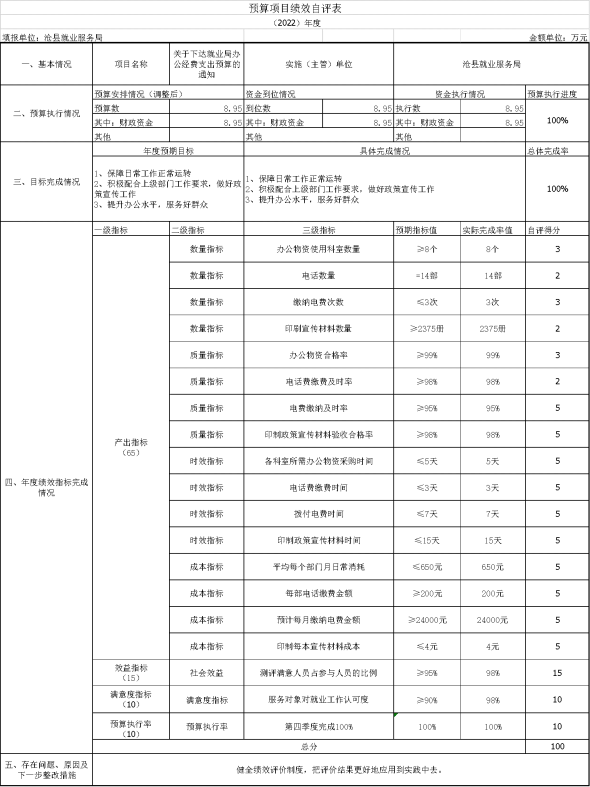 预算项目绩效自评表
（2022）年度
填报单位：沧县就业服务局 金额单位：万元
一、基本情况 项目名称 关于下达就业局办公经费支出预算的通知 实施（主管）单位 沧县就业服务局
二、预算执行情况 预算安排情况（调整后） 资金到位情况 资金执行情况 预算执行进度
预算数 8.95 到位数 8.95 执行数 8.95 100%
其中：财政资金 8.95 其中：财政资金 8.95 其中：财政资金 8.95
其他 其他 其他
三、目标完成情况 年度预期目标 具体完成情况 总体完成率
1、保障日常工作正常运转
2、积极配合上级部门工作要求，做好政策宣传工作
3、提升办公水平，服务好群众
1、保障日常工作正常运转
2、积极配合上级部门工作要求，做好政策宣传工作
3、提升办公水平，服务好群众
100%
四、年度绩效指标完成情况 一级指标 二级指标 三级指标 预期指标值 实际完成率值 自评得分
产出指标（65）
数量指标 办公物资使用科室数量 ≥8个 8个 3
数量指标 电话数量 =14部 14部 2
数量指标 缴纳电费次数 ≤3次 3次 3
数量指标 印刷宣传材料数量 ≥2375册 2375册 2
质量指标 办公物资合格率 ≥99% 99% 3
质量指标 电话费缴费及时率 ≥98% 98% 2
质量指标 电费缴纳及时率 ≥95% 95% 5
质量指标 印制政策宣传材料验收合格率 ≥98% 98% 5
时效指标 各科室所需办公物资采购时间 ≤5天 5天 5
时效指标 电话费缴费时间 ≤3天 3天 5
时效指标 拨付电费时间 ≤7天 7天 5
时效指标 印制政策宣传材料时间 ≤15天 15天 5
成本指标 平均每个部门月日常消耗 ≤650元 650元 5
成本指标 每部电话缴费金额 ≥200元 200元 5
成本指标 预计每月缴纳电费金额 ≥24000元 24000元 5
成本指标 印制每本宣传材料成本 ≤4元 4元 5
效益指标（15） 社会效益 测评满意人员占参与人员的比例 ≥95% 98% 15
满意度指标（10） 满意度指标 服务对象对就业工作认可度 ≥90% 98% 10
预算执行率（10） 预算执行率 第四季度完成100% 100% 100% 10
总分 100
五、存在问题、原因及下一步整改措施 健全绩效评价制度，把评价结果更好地应用到实践中去。